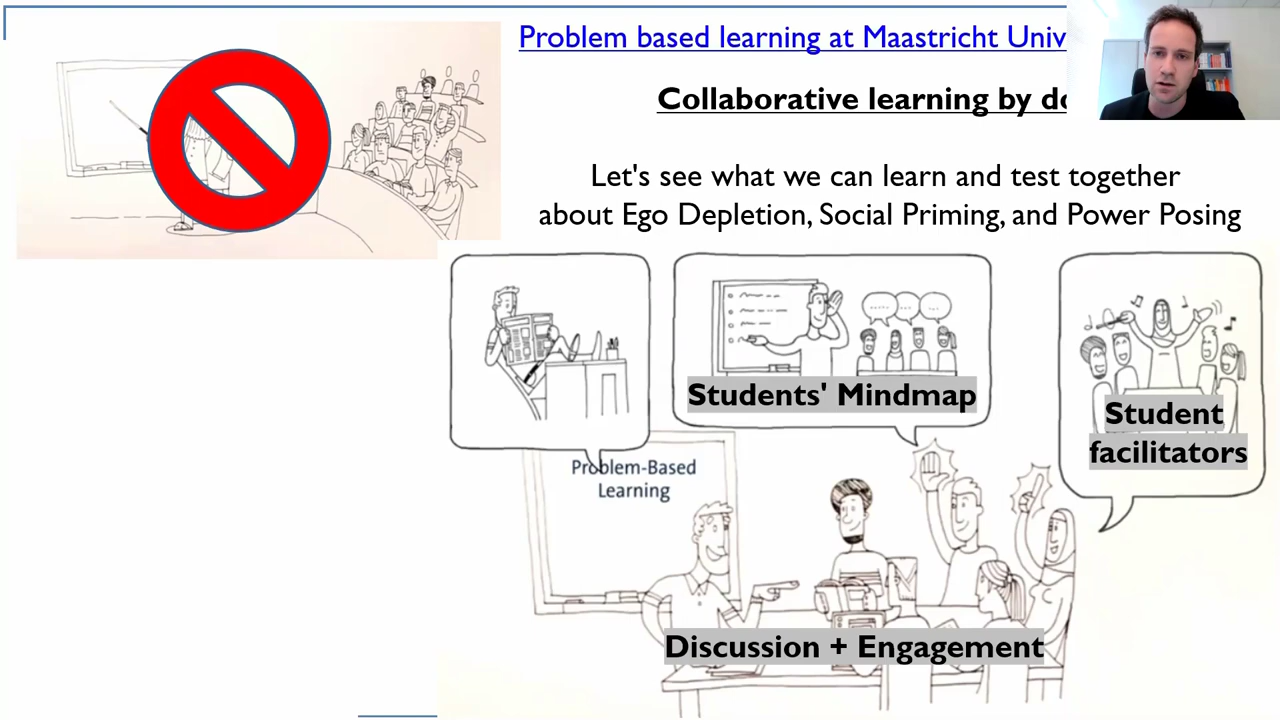 Problem based learning at Maastricht Univ
Collaborative learning by do
Let's see what we can learn and test together
about Ego Depletion, Social Priming, and Power Posing
Students' Mindmap
Student
facilitators
Problem-Based
Learning
Discussion + Engagement